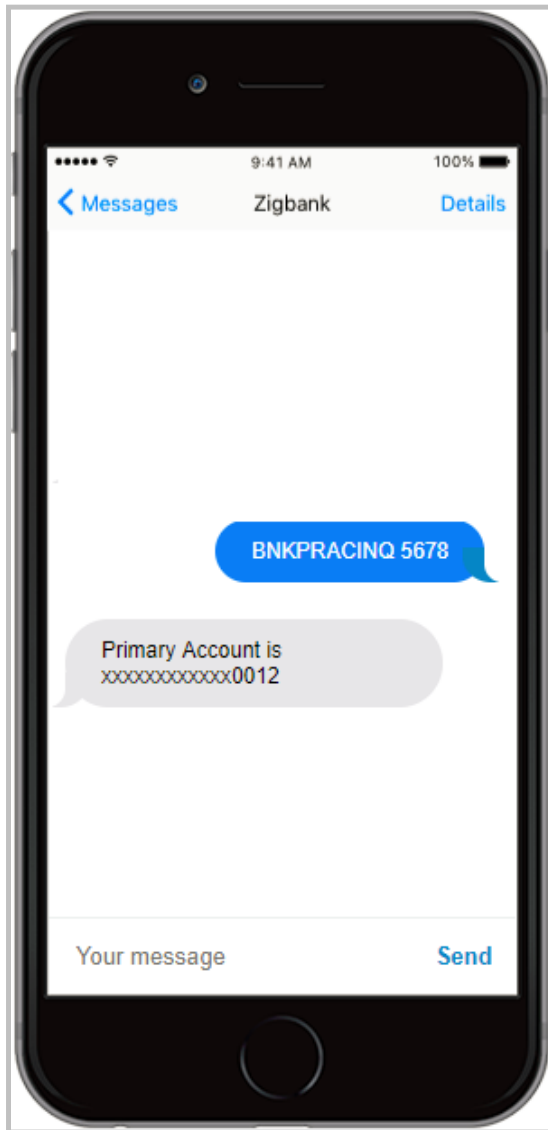 9:41 AM 100%
Messages Zigbank Details
BNKPRACINQ 5678
Primary Account is
xxxxxxxxxxxx0012
Your message Send